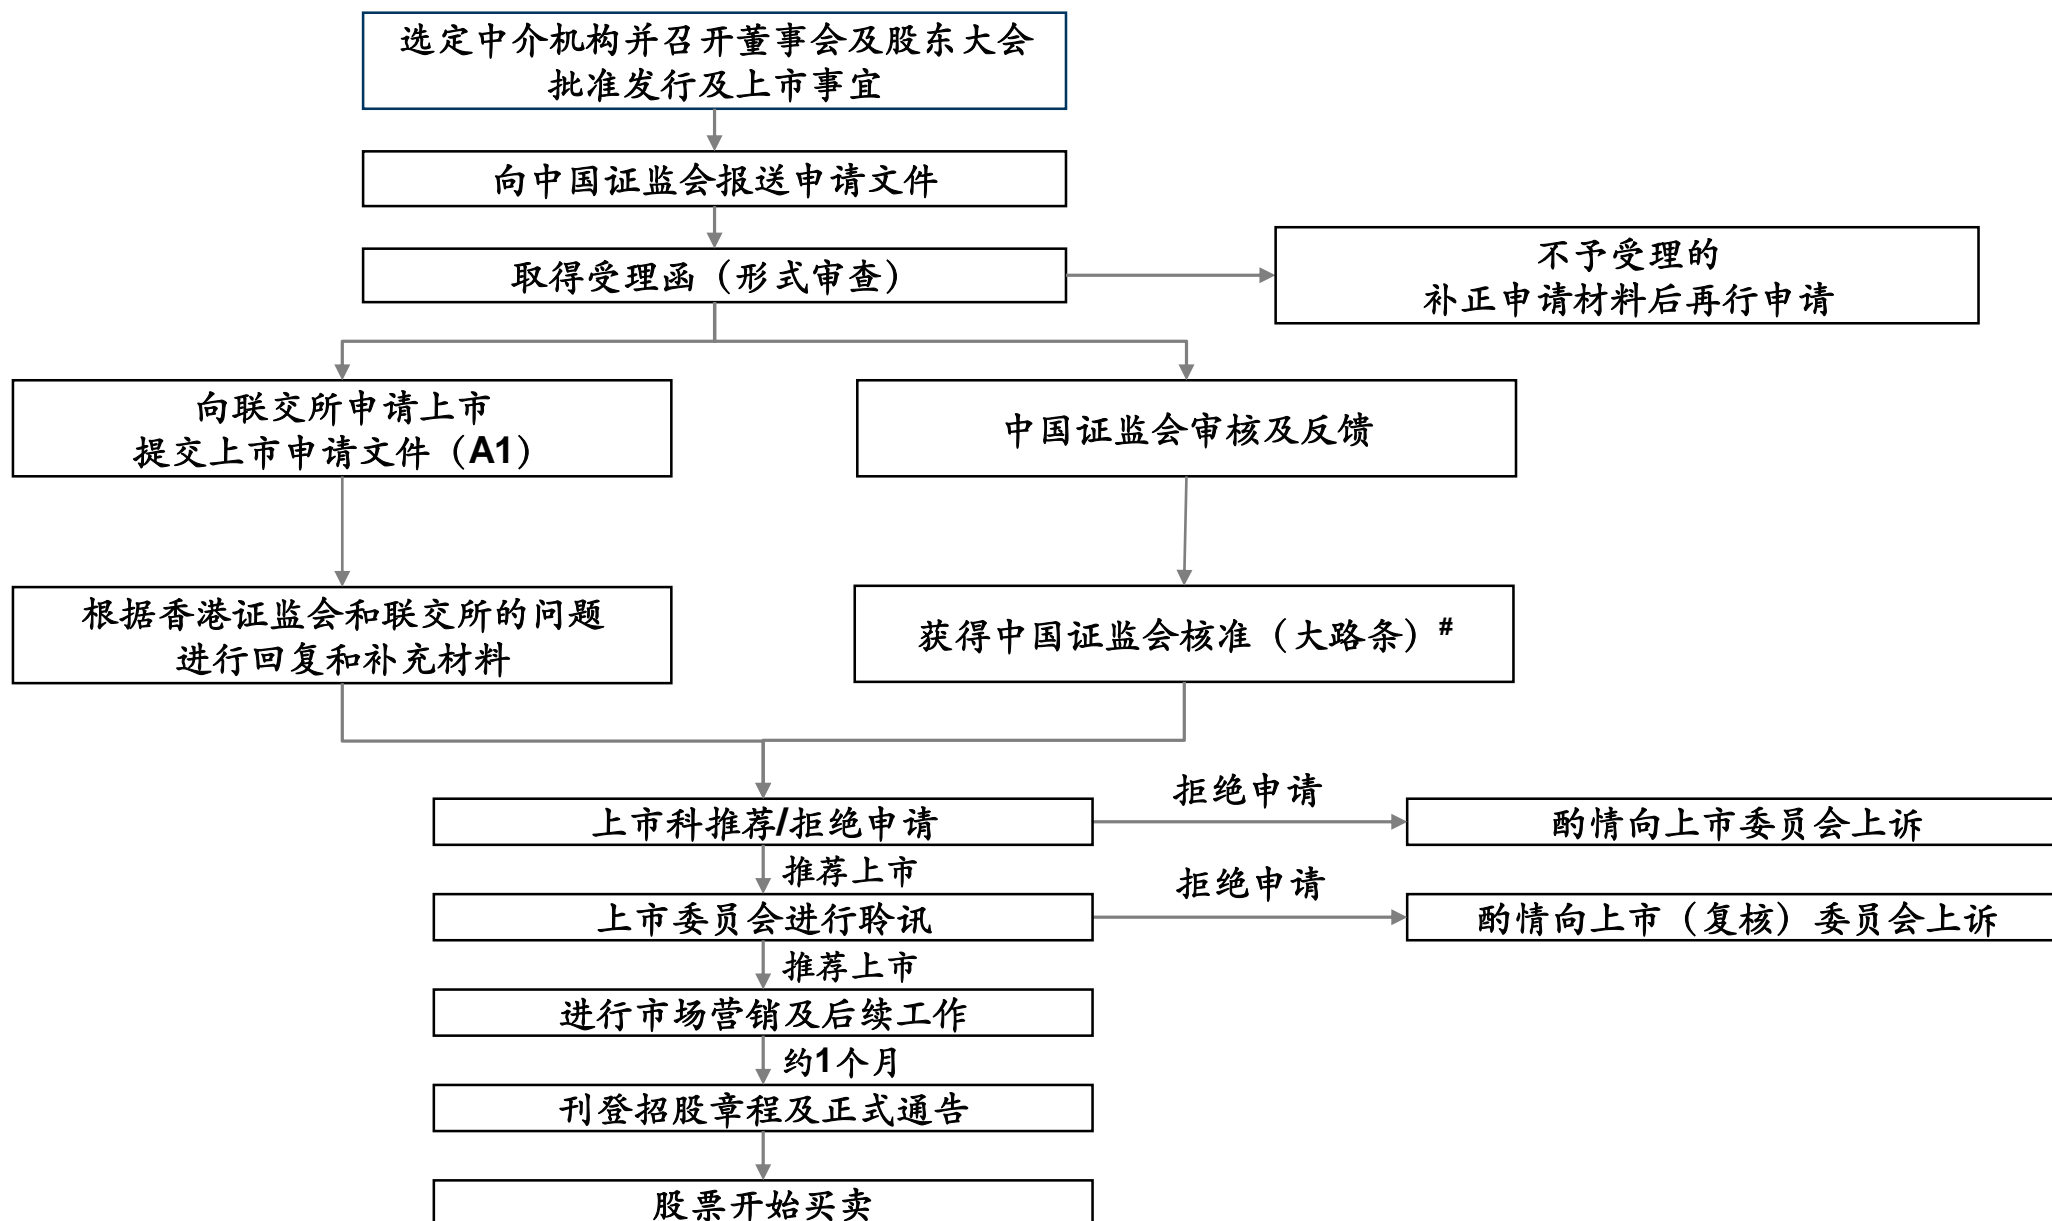 选定中介机构并召开董事会及股东大会
批准发行及上市事宜
向中国证监会报送申请文件
取得受理函（形式审查）
不予受理的
补正申请材料后再行申请
向联交所申请上市
提交上市申请文件（A1）
中国证监会审核及反馈
根据香港证监会和联交所的问题
进行回复和补充材料
获得中国证监会核准（大路条）#
上市科推荐/拒绝申请
拒绝申请
酌情向上市委员会上诉
推荐上市
上市委员会进行聆讯
拒绝申请
酌情向上市（复核）委员会上诉
推荐上市
进行市场营销及后续工作
约1个月
刊登招股章程及正式通告
股票开始买卖